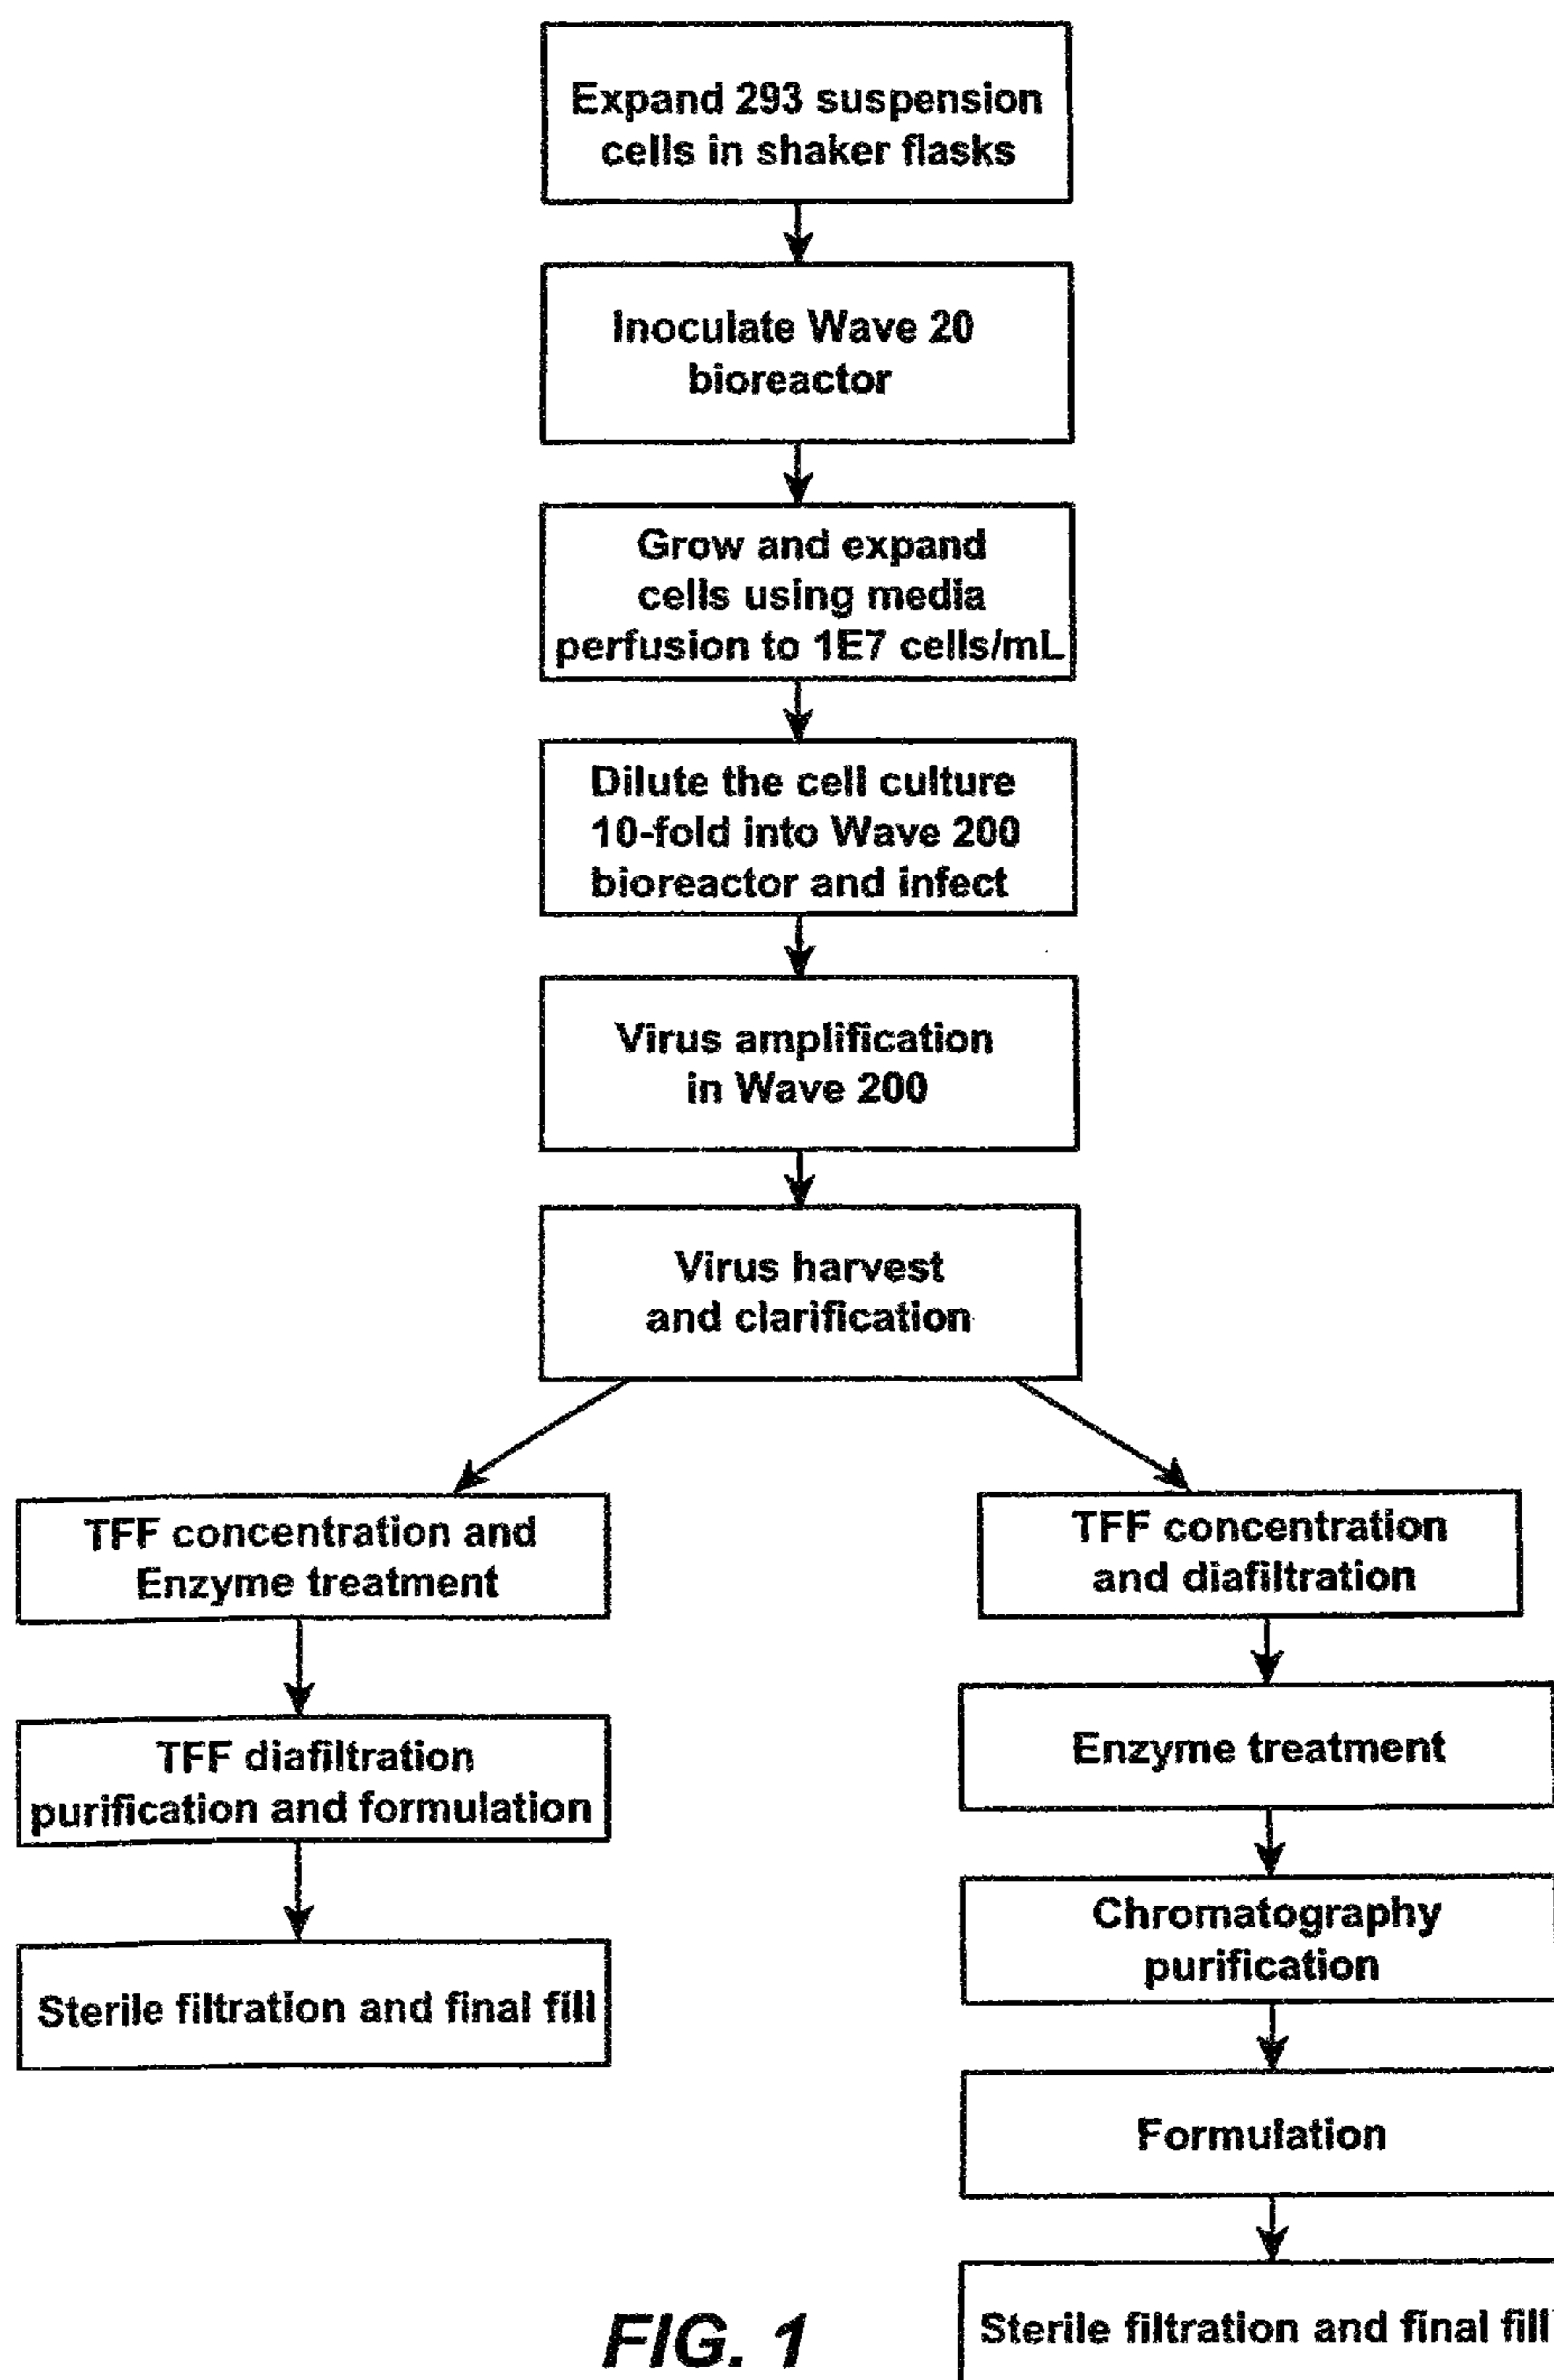 Expand 293 suspension
cells in shaker flasks
Inoculate Wave 20
bioreactor
Grow and expand
cells using media
perfusion to 1E7 cells/mL
Dilute the cell culture
10-fold into Wave 200
bioreactor and infect
Virus amplification
in Wave 200
Virus harvest
and clarification
TFF concentration and
Enzyme treatment
TFF diafiltration
purification and formulation
Sterile filtration and final fill
TFF concentration
and diafiltration
Enzyme treatment
Chromatography
purification
Formulation
Sterile filtration and final fill
FIG. 1